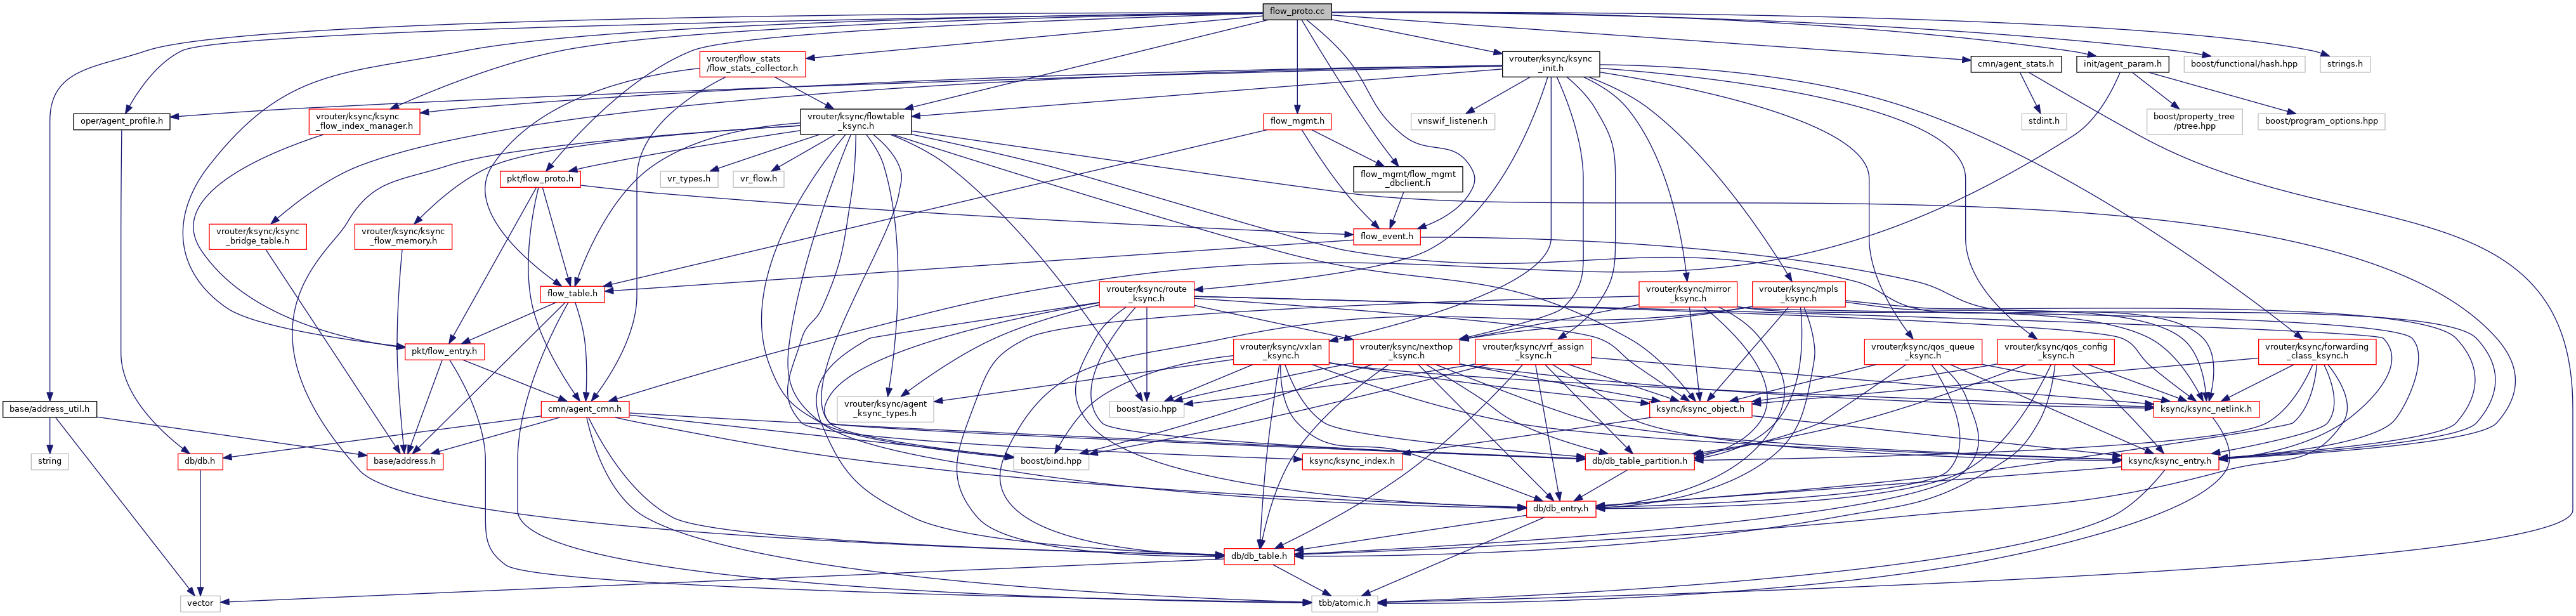 flow_proto.cc
vrouter/flow_stats
/flow_stats_collector.h
vrouter/ksync/ksync
_init.h
cmn/agent_stats.h
init/agent_param.h
boost/functional/hash.hpp
strings.h
oper/agent_profile.h
vrouter/ksync/ksync
_flow_index_manager.h
vrouter/ksync/flowtable
_ksync.h
flow_mgmt.h
vnswif_listener.h
stdint.h
boost/property_tree
/ptree.hpp
boost/program_options.hpp
pkt/flow_proto.h
vr_types.h
vr_flow.h
flow_mgmt/flow_mgmt
_dbclient.h
vrouter/ksync/ksync
_bridge_table.h
vrouter/ksync/ksync
_flow_memory.h
flow_event.h
flow_table.h
vrouter/ksync/route
_ksync.h
vrouter/ksync/mirror
_ksync.h
vrouter/ksync/mpls
_ksync.h
pkt/flow_entry.h
vrouter/ksync/vxlan
_ksync.h
vrouter/ksync/nexthop
_ksync.h
vrouter/ksync/vrf_assign
_ksync.h
vrouter/ksync/qos_queue
_ksync.h
vrouter/ksync/qos_config
_ksync.h
vrouter/ksync/forwarding
_class_ksync.h
base/address_util.h
cmn/agent_cmn.h
vrouter/ksync/agent
_ksync_types.h
boost/asio.hpp
ksync/ksync_object.h
ksync/ksync_netlink.h
string
db/db.h
base/address.h
boost/bind.hpp
ksync/ksync_index.h
db/db_table_partition.h
ksync/ksync_entry.h
db/db_entry.h
db/db_table.h
vector
tbb/atomic.h